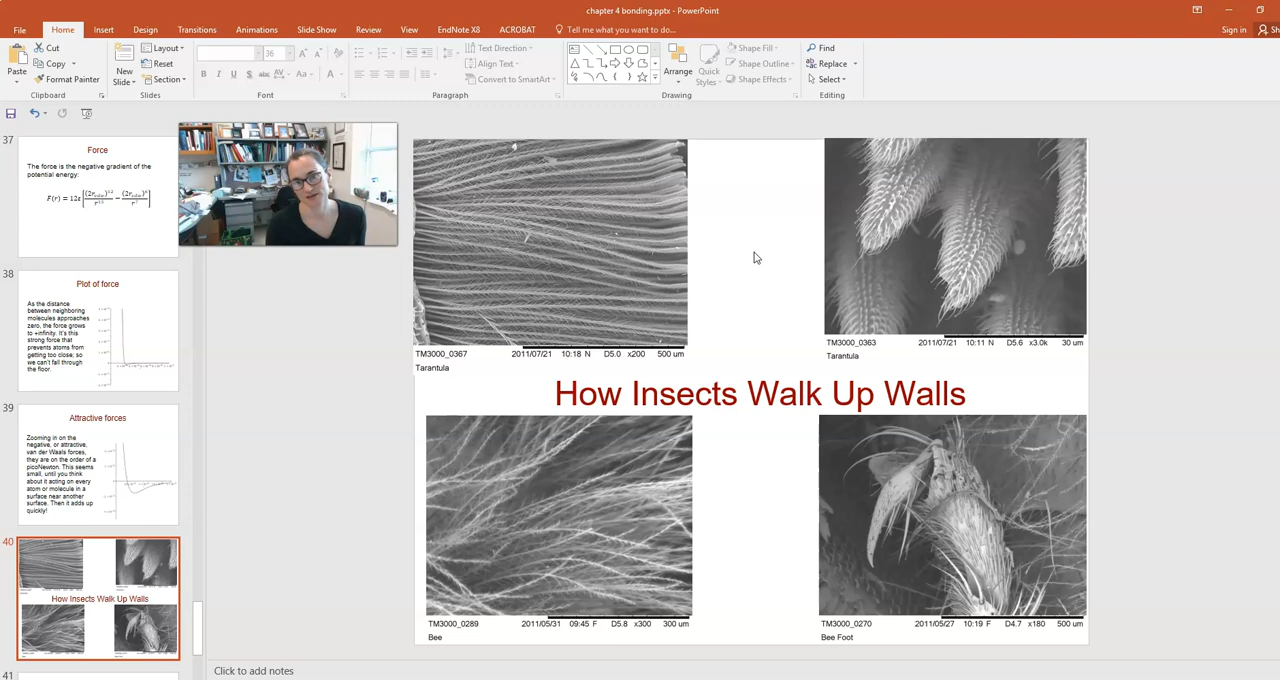 chapter 4 bonding.pptx - PowerPoint
File Home Insert Design Transitions Animations Slide Show Review View EndNote X8 ACROBAT Tell me what you want to do... Sign in Sh
Cut
Copy
Format Painter
Paste
Clipboard
New
Slide
Layout
Reset
Section
Slides
36
B I U S abc AV Aa A
Font
Text Direction
Align Text
Convert to SmartArt
Paragraph
Arrange
Quick
Styles
Shape Fill
Shape Outline
Shape Effects
Drawing
Find
Replace
Select
Editing
37
Force
The force is the negative gradient of the
potential energy:
38
Plot of force
As the distance
between neighboring
molecules approaches
zero, the force grows
to +infinity. It's this
strong force that
prevents atoms from
getting too close; so
we can't fall through
the floor.
39
Attractive forces
Zooming in on the
negative, or attractive,
van der Waals forces,
they are on the order of a
picoNewton. This seems
small, until you think
about it acting on every
atom or molecule in a
surface near another
surface. Then it adds up
quickly!
40
How Insects Walk Up Walls
41
TM3000_0367 2011/07/21 10:18 N D5.0 x200 500 um
Tarantula
TM3000_0363 2011/07/21 10:11 N D5.6 x3.0k 30 um
Tarantula
How Insects Walk Up Walls
TM3000_0289 2011/05/31 09:45 F D5.8 x300 300 um
Bee
TM3000_0270 2011/05/27 10:19 F D4.7 x180 500 um
Bee Foot
Click to add notes